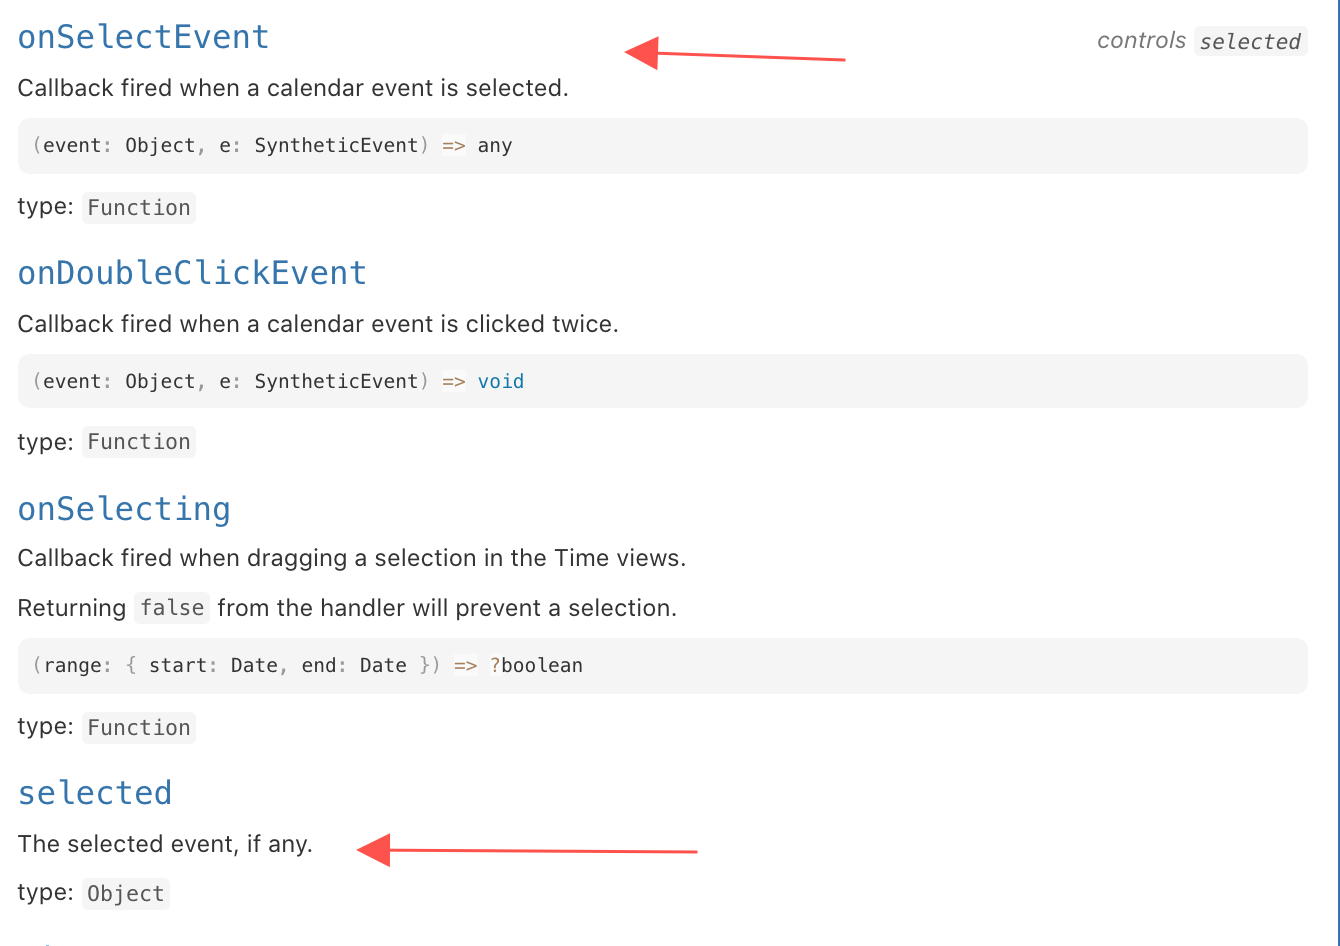 onSelectEvent controls selected
Callback fired when a calendar event is selected.
(event: Object, e: SyntheticEvent) => any
type: Function
onDoubleClickEvent
Callback fired when a calendar event is clicked twice.
(event: Object, e: SyntheticEvent) => void
type: Function
onSelecting
Callback fired when dragging a selection in the Time views.
Returning false from the handler will prevent a selection.
(range: { start: Date, end: Date }) => ?boolean
type: Function
selected
The selected event, if any.
type: Object